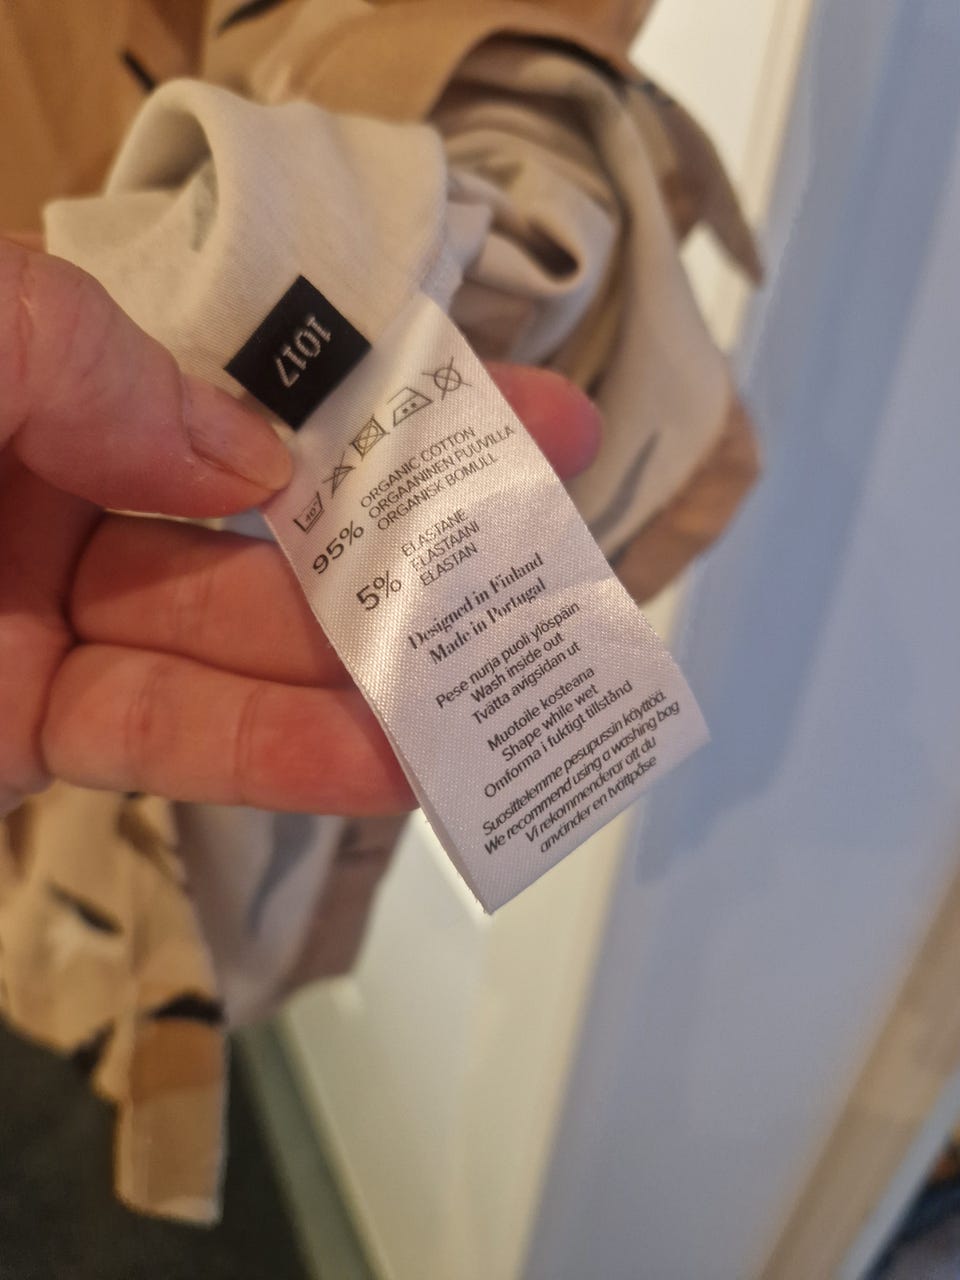 1017
40°
95% ORGANIC COTTON
ORGAANINEN PUUVILLA
ORGANISK BOMULL
5% ELASTANE
ELASTAANI
ELASTAN
Designed in Finland
Made in Portugal
Pese nurja puoli ylöspäin
Wash inside out
Tvätta avigsidan ut
Muotoile kosteana
Shape while wet
Omforma i fuktigt tillstånd
Suosittelemme pesupussin käyttöä.
We recommend using a washing bag
Vi rekommenderar att du
använder en tvättpåse